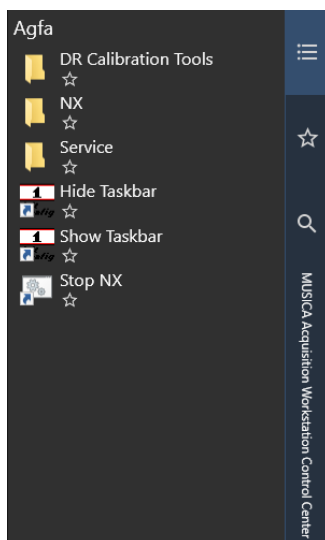 Agfa
DR Calibration Tools
NX
Service
Hide Taskbar
Show Taskbar
Stop NX
MUSICA Acquisition Workstation Control Center